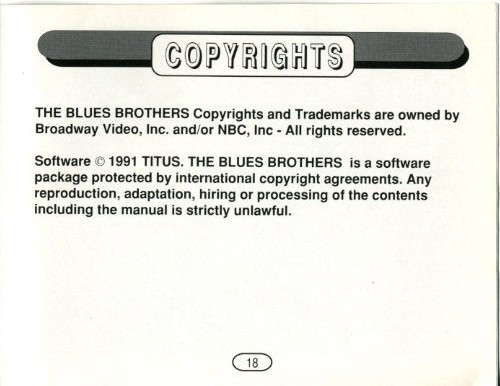 COPYRIGHTS
THE BLUES BROTHERS Copyrights and Trademarks are owned by
Broadway Video, Inc. and/or NBC, Inc - All rights reserved.
Software © 1991 TITUS. THE BLUES BROTHERS is a software
package protected by international copyright agreements. Any
reproduction, adaptation, hiring or processing of the contents
including the manual is strictly unlawful.
18